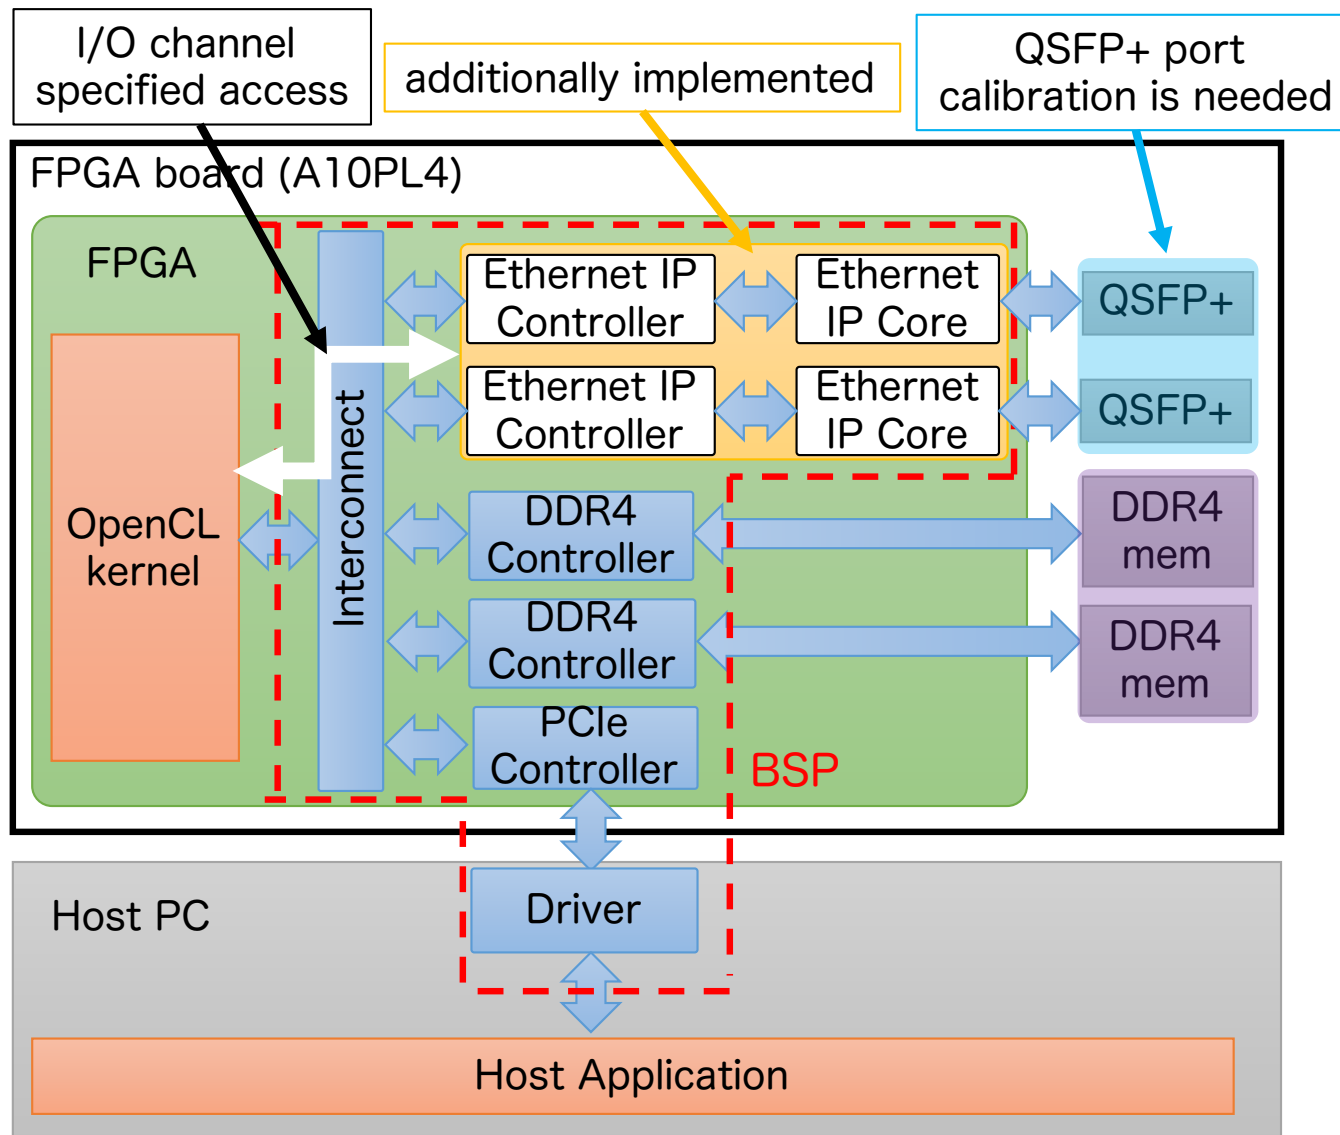 I/O channel
specified access
additionally implemented
QSFP+ port
calibration is needed
FPGA board (A10PL4)
FPGA
Ethernet IP
Controller
Ethernet
IP Core
QSFP+
Ethernet IP
Controller
Ethernet
IP Core
QSFP+
Interconnect
OpenCL
kernel
DDR4
Controller
DDR4
mem
DDR4
Controller
DDR4
mem
PCIe
Controller
BSP
Host PC
Driver
Host Application